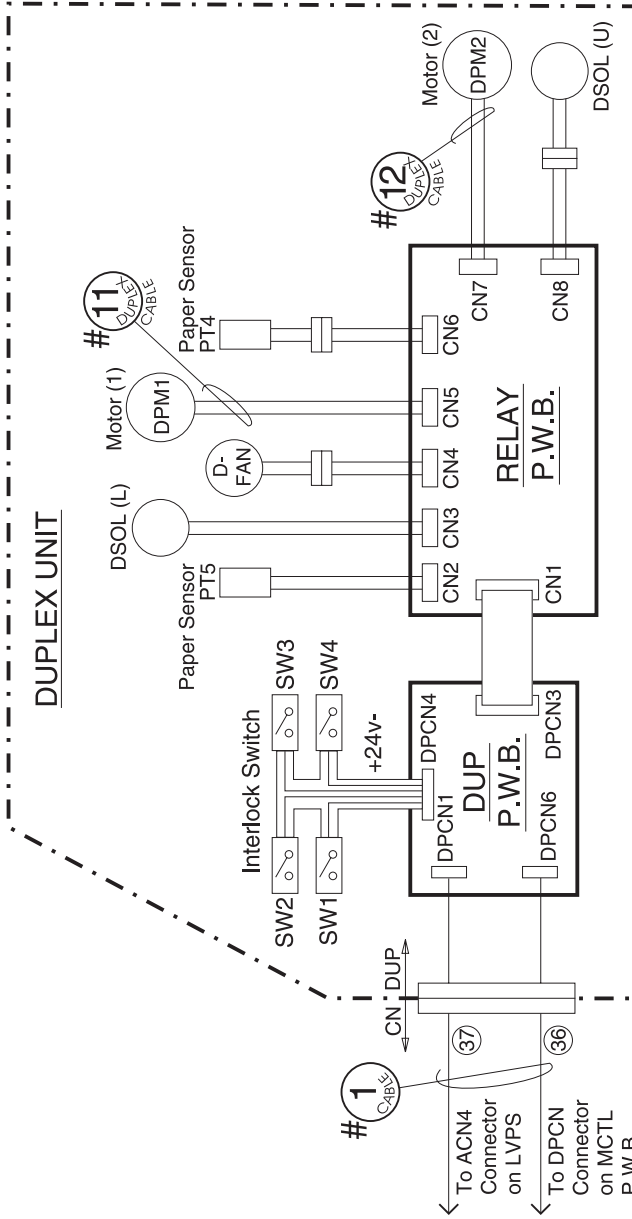 DUPLEX UNIT
#
11
DUPLEX
CABLE
#
12
DUPLEX
CABLE
Motor (1)
DPM1
Paper Sensor
PT4
Motor (2)
DPM2
DSOL (U)
DSOL (L)
D-
FAN
Paper Sensor
PT5
Interlock Switch
SW2
SW3
SW1
SW4
+24v-
CN2
CN3
CN4
CN5
CN6
CN7
CN8
RELAY
P.W.B.
CN1
DPCN1
DPCN4
DUP
P.W.B.
DPCN6
DPCN3
CN
DUP
#
1
CABLE
37
36
To ACN4
Connector
on LVPS
To DPCN
Connector
on MCTL
P.W.B.